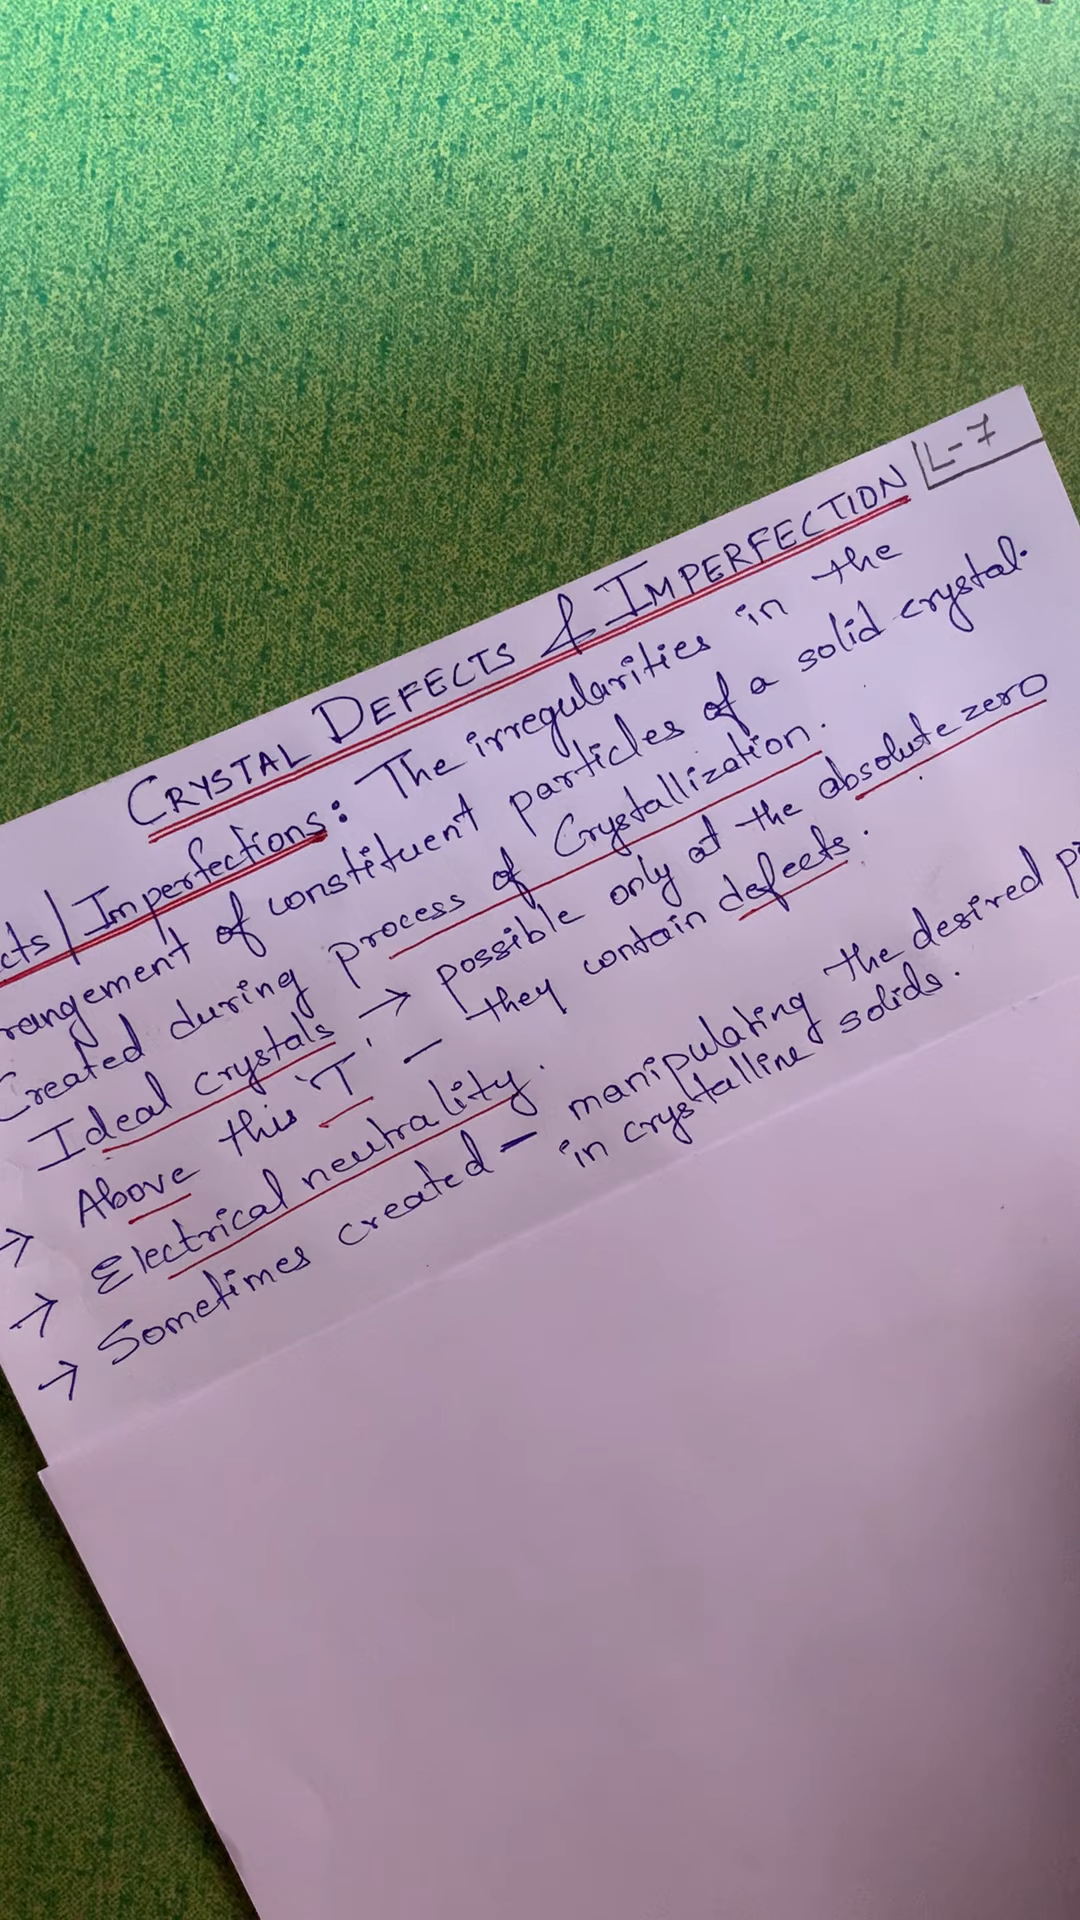 L-7
CRYSTAL DEFECTS & IMPERFECTION
cts/Imperfections: The irregularities in the
rangement of constituent particles of a solid crystal.
Created during process of Crystallization.
Ideal crystals → possible only at the absolute zero
→ Above this 'T' – they contain defects.
→ Electrical neutrality.
→ Sometimes created – manipulating the desired
in crystalline solids.